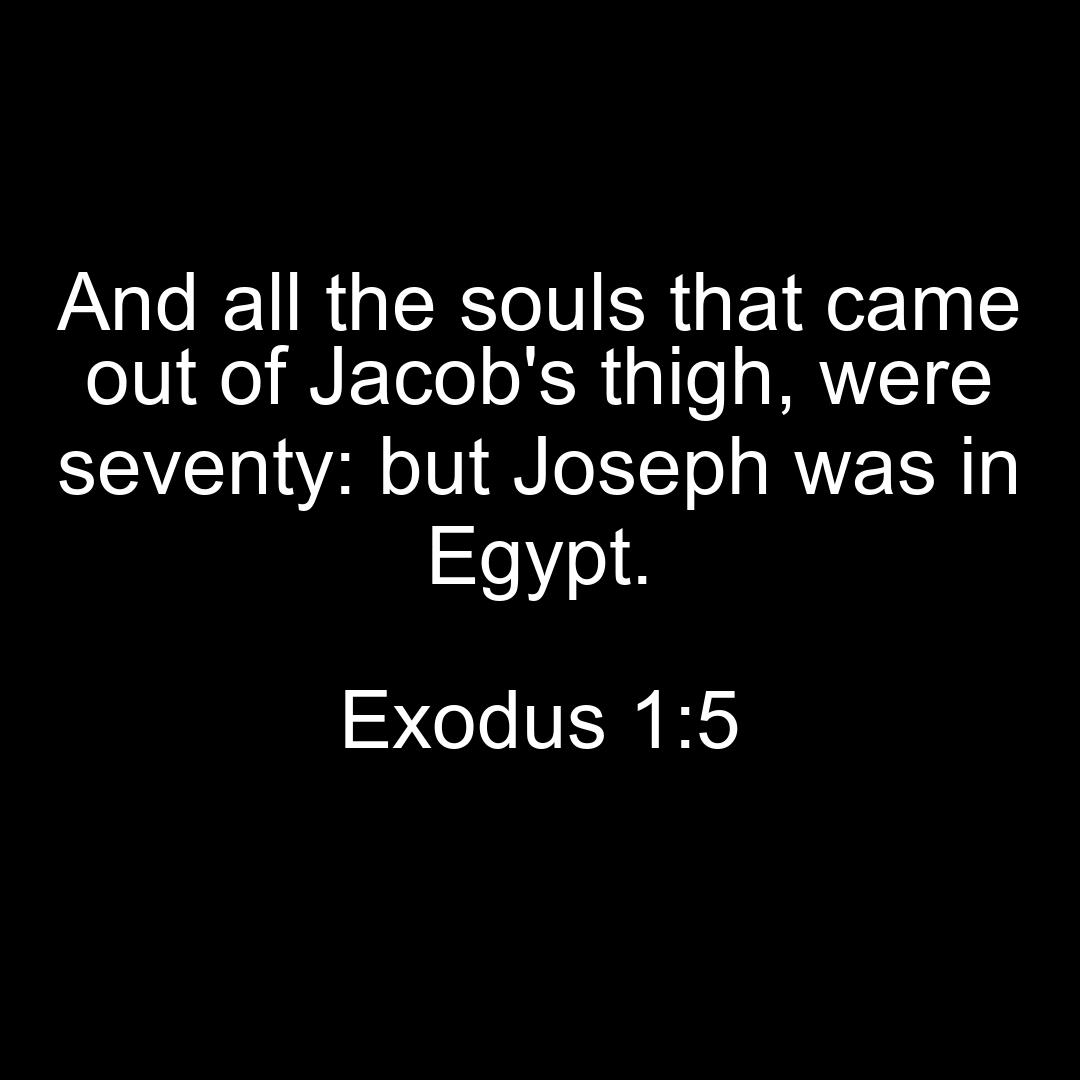 And all the souls that came
out of Jacob's thigh, were
seventy: but Joseph was in
Egypt.
Exodus 1:5